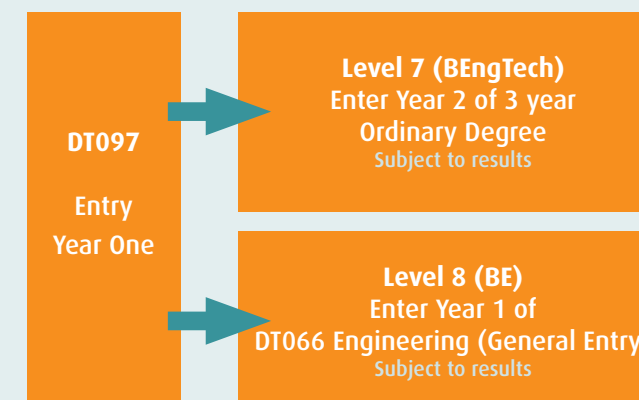 DT097
Entry
Year One
Level 7 (BEngTech)
Enter Year 2 of 3 year
Ordinary Degree
Subject to results
Level 8 (BE)
Enter Year 1 of
DT066 Engineering (General Entry
Subject to results